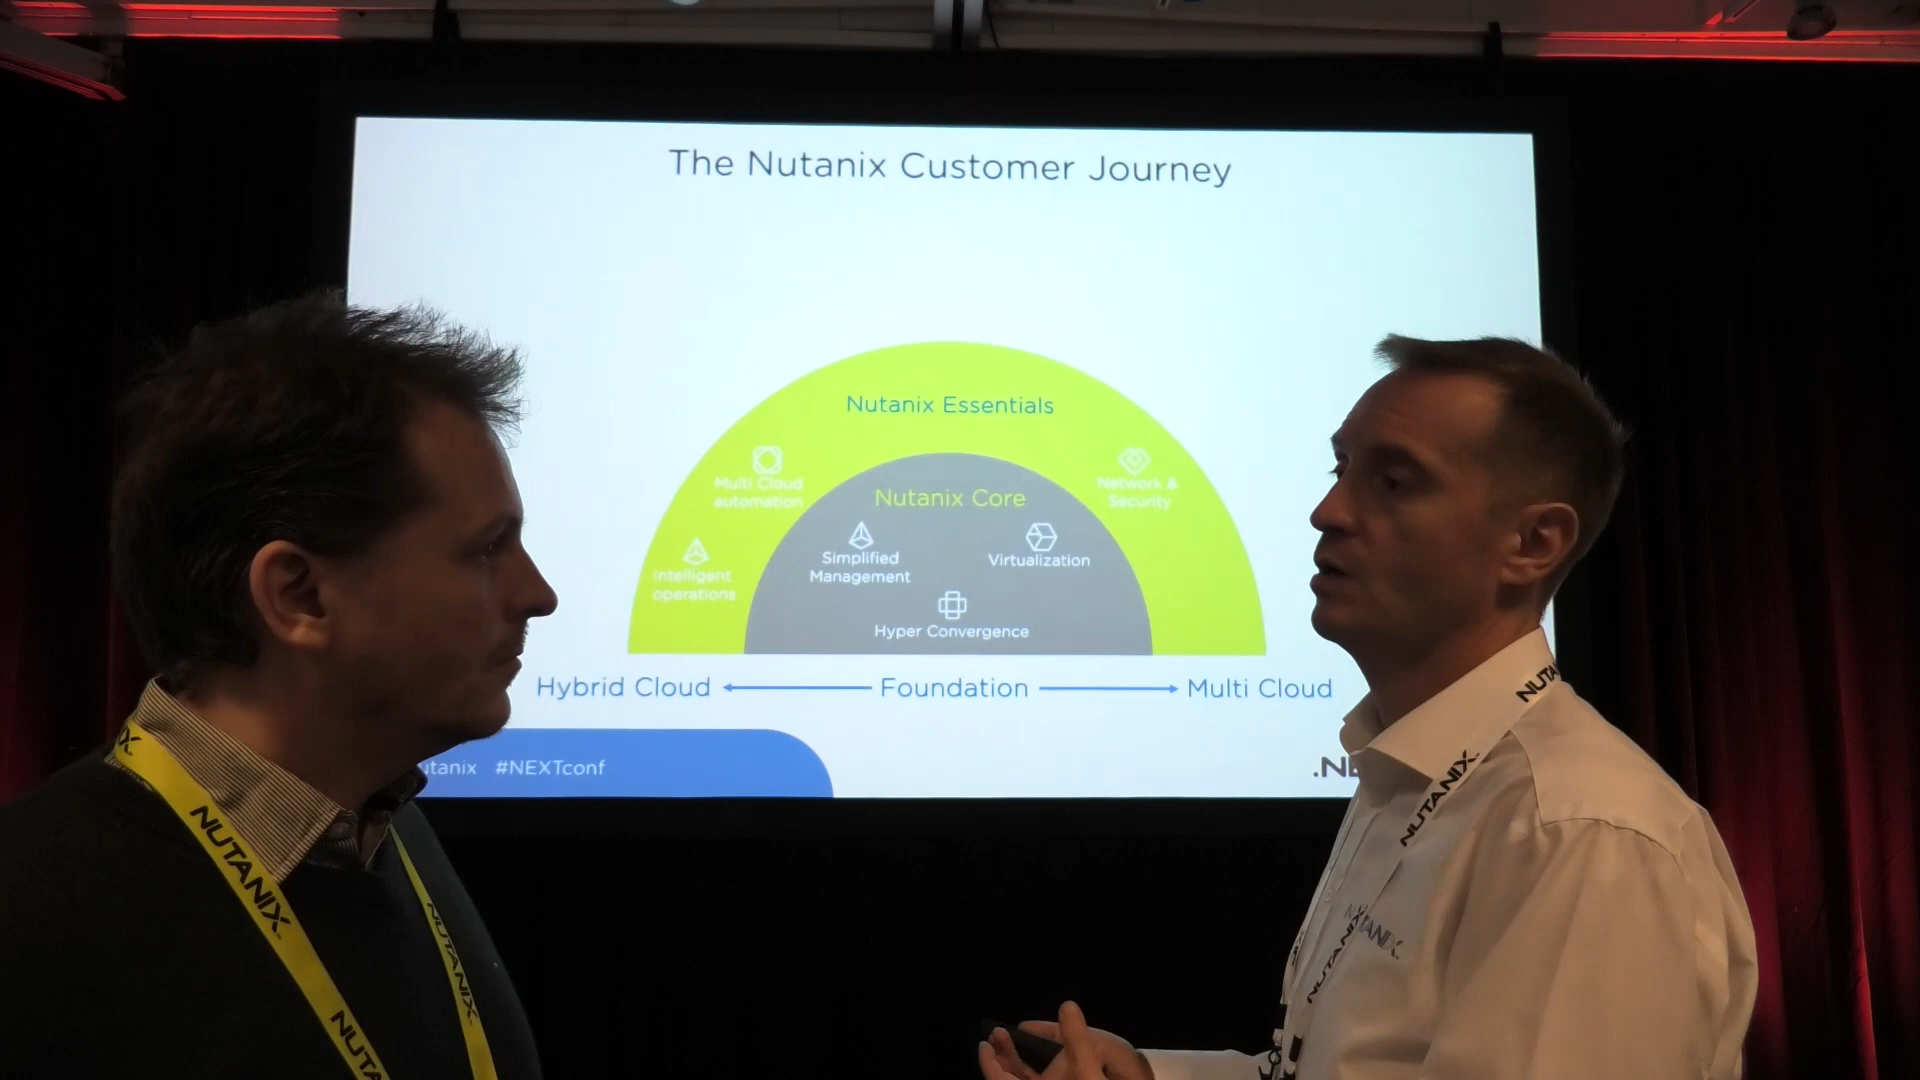 The Nutanix Customer Journey
Nutanix Essentials
Multi Cloud
automation
Network &
Security
Nutanix Core
Intelligent
operations
Simplified
Management
Virtualization
Hyper Convergence
Hybrid Cloud
Foundation
Multi Cloud
#NEXTconf
NUTANIX
NUTANIX
NUTANIX
NUTANIX
NUTANIX